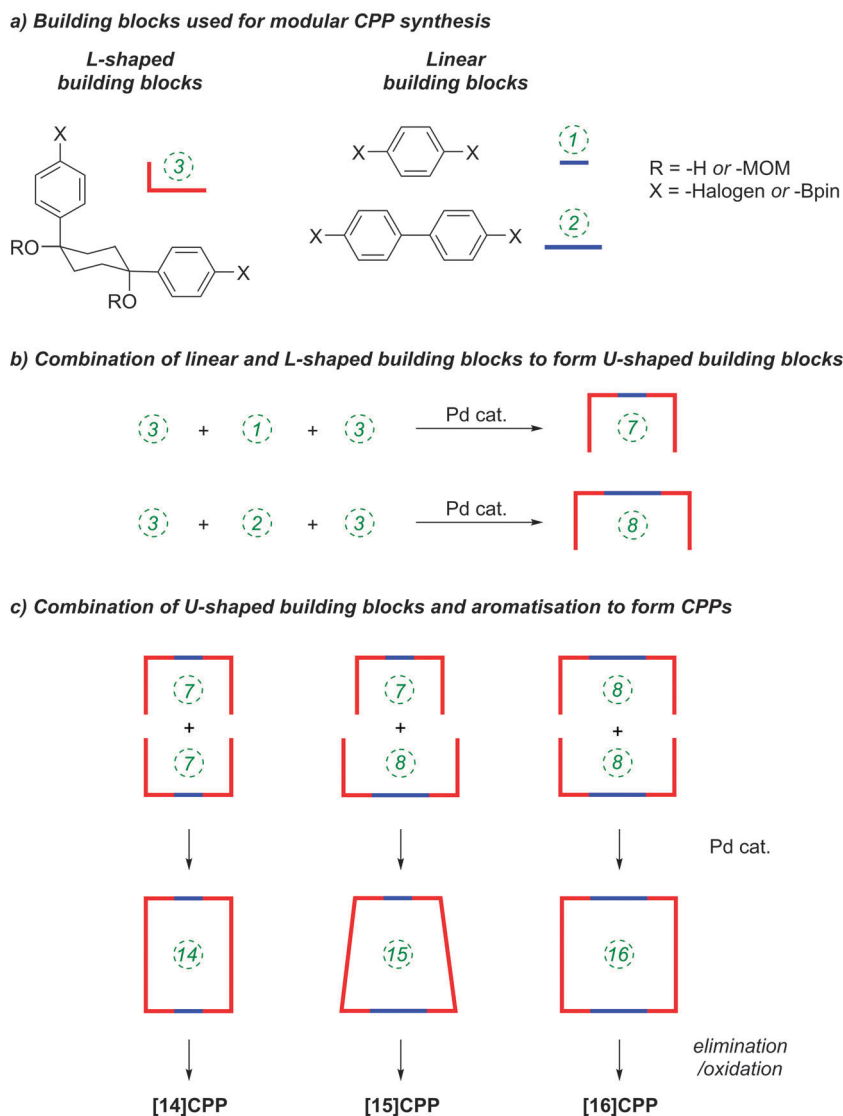 a) Building blocks used for modular CPP synthesis
L-shaped
building blocks
Linear
building blocks
X
3
RO
RO
X
X
X
1
X
X
2
R = -H or -MOM
X = -Halogen or -Bpin
b) Combination of linear and L-shaped building blocks to form U-shaped building blocks
3 + 1 + 3
Pd cat.
7
3 + 2 + 3
Pd cat.
8
c) Combination of U-shaped building blocks and aromatisation to form CPPs
7 7 8
+ + +
7 8 8
Pd cat.
14 15 16
elimination
/oxidation
[14]CPP [15]CPP [16]CPP